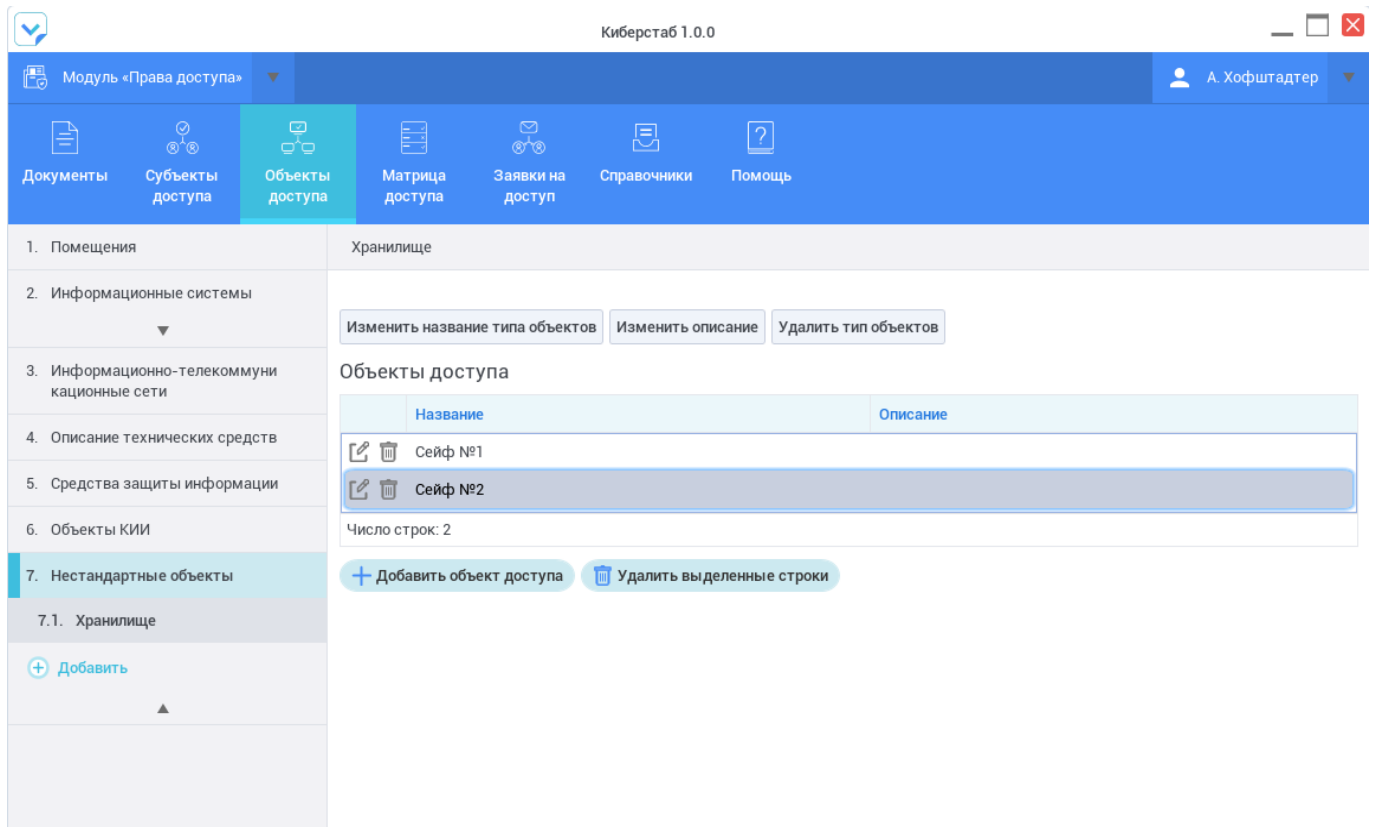 Киберстаб 1.0.0
Модуль «Права доступа»
А. Хофштадтер
Документы
Субъекты
доступа
Объекты
доступа
Матрица
доступа
Заявки на
доступ
Справочники
Помощь
1. Помещения
2. Информационные системы
3. Информационно-телекоммуни
кационные сети
4. Описание технических средств
5. Средства защиты информации
6. Объекты КИИ
7. Нестандартные объекты
7.1. Хранилище
Добавить
Хранилище
Изменить название типа объектов Изменить описание Удалить тип объектов
Объекты доступа
Название Описание
Сейф №1
Сейф №2
Число строк: 2
Добавить объект доступа Удалить выделенные строки